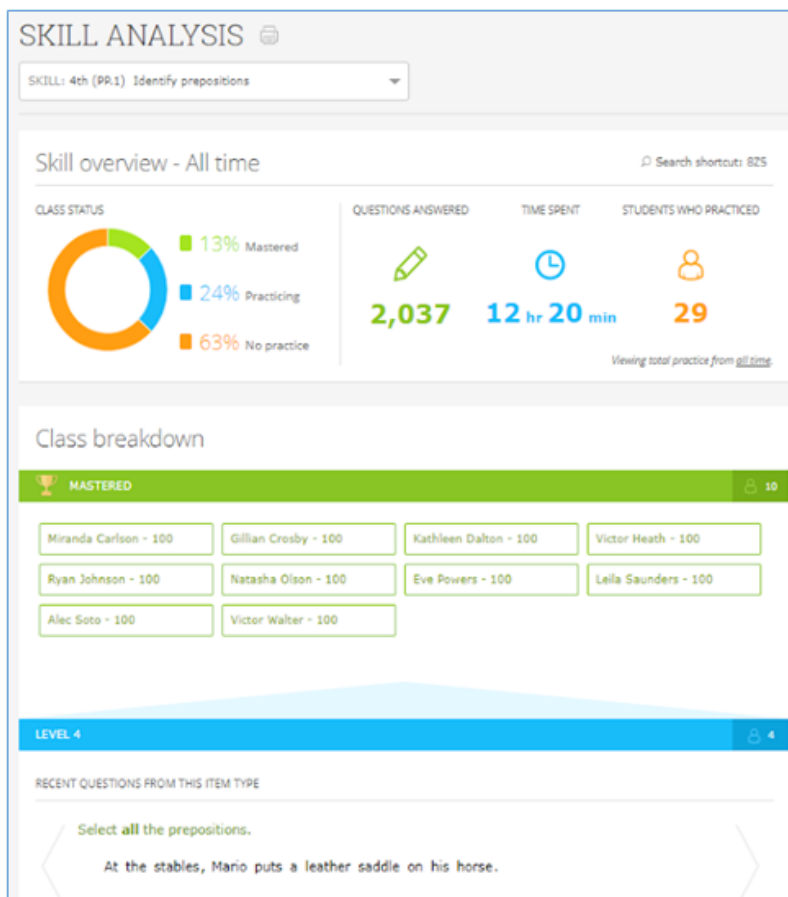 SKILL ANALYSIS
SKILL: 4th (PP.1) Identify prepositions
Skill overview - All time
Search shortcut: 8Z5
CLASS STATUS
QUESTIONS ANSWERED
TIME SPENT
STUDENTS WHO PRACTICED
13% Mastered
24% Practicing
63% No practice
2,037
12 hr 20 min
29
Viewing total practice from all time.
Class breakdown
MASTERED
10
Miranda Carlson - 100
Gillian Crosby - 100
Kathleen Dalton - 100
Victor Heath - 100
Ryan Johnson - 100
Natasha Olson - 100
Eve Powers - 100
Leila Saunders - 100
Alec Soto - 100
Victor Walter - 100
LEVEL 4
4
RECENT QUESTIONS FROM THIS ITEM TYPE
Select all the prepositions.
At the stables, Mario puts a leather saddle on his horse.